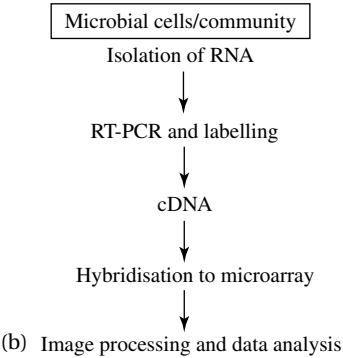 Microbial cells/community
Isolation of RNA
RT-PCR and labelling
cDNA
Hybridisation to microarray
(b) Image processing and data analysis